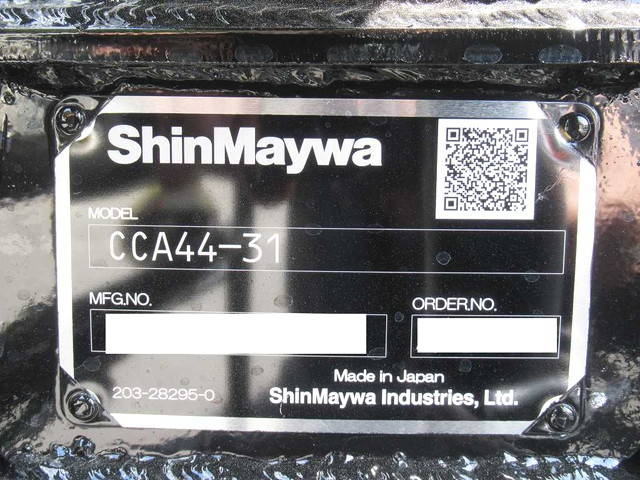 ShinMaywa
MODEL
CCA44-31
MFG.NO.
ORDER.NO.
Made in Japan
203-28295-0
ShinMaywa Industries, Ltd.